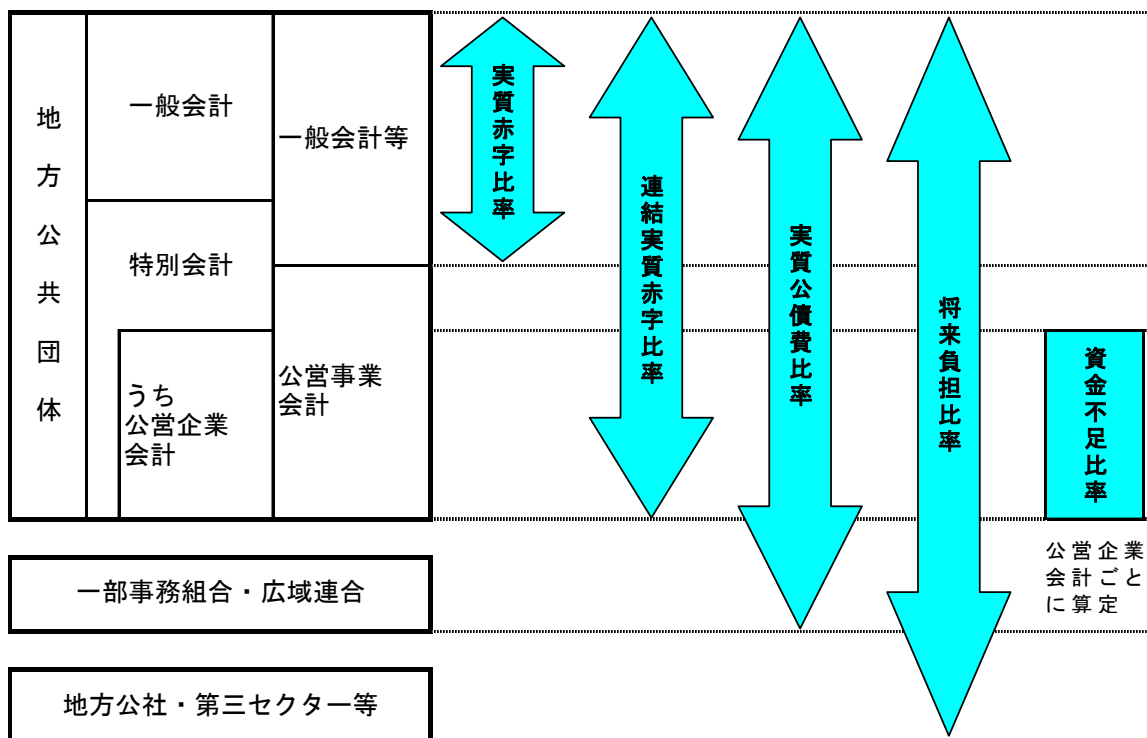 地方公共団体
一般会計
特別会計
うち
公営企業
会計
一般会計等
公営事業
会計
実質赤字比率
連結実質赤字比率
実質公債費比率
将来負担比率
資金不足比率
公営企業
会計ごと
に算定
一部事務組合・広域連合
地方公社・第三セクター等